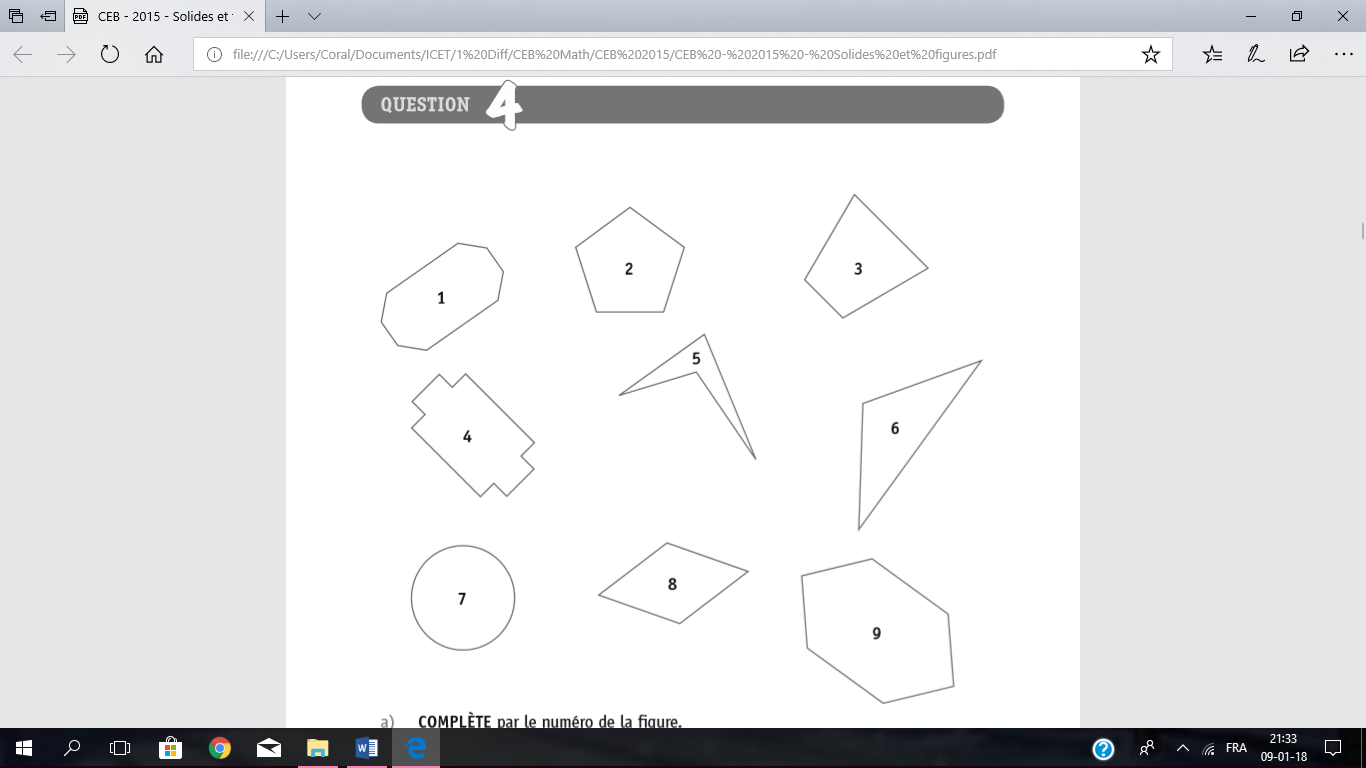 CEB - 2015 - Solides et
file:///C:/Users/Coral/Documents/ICET/1%20Diff/CEB%20Math/CEB%202015/CEB%20-%202015%20-%20Solides%20et%20figures.pdf
QUESTION 4
1
2
3
4
5
6
7
8
9
a) COMPLÈTE par le numéro de la figure.
FRA
21:33
09-01-18